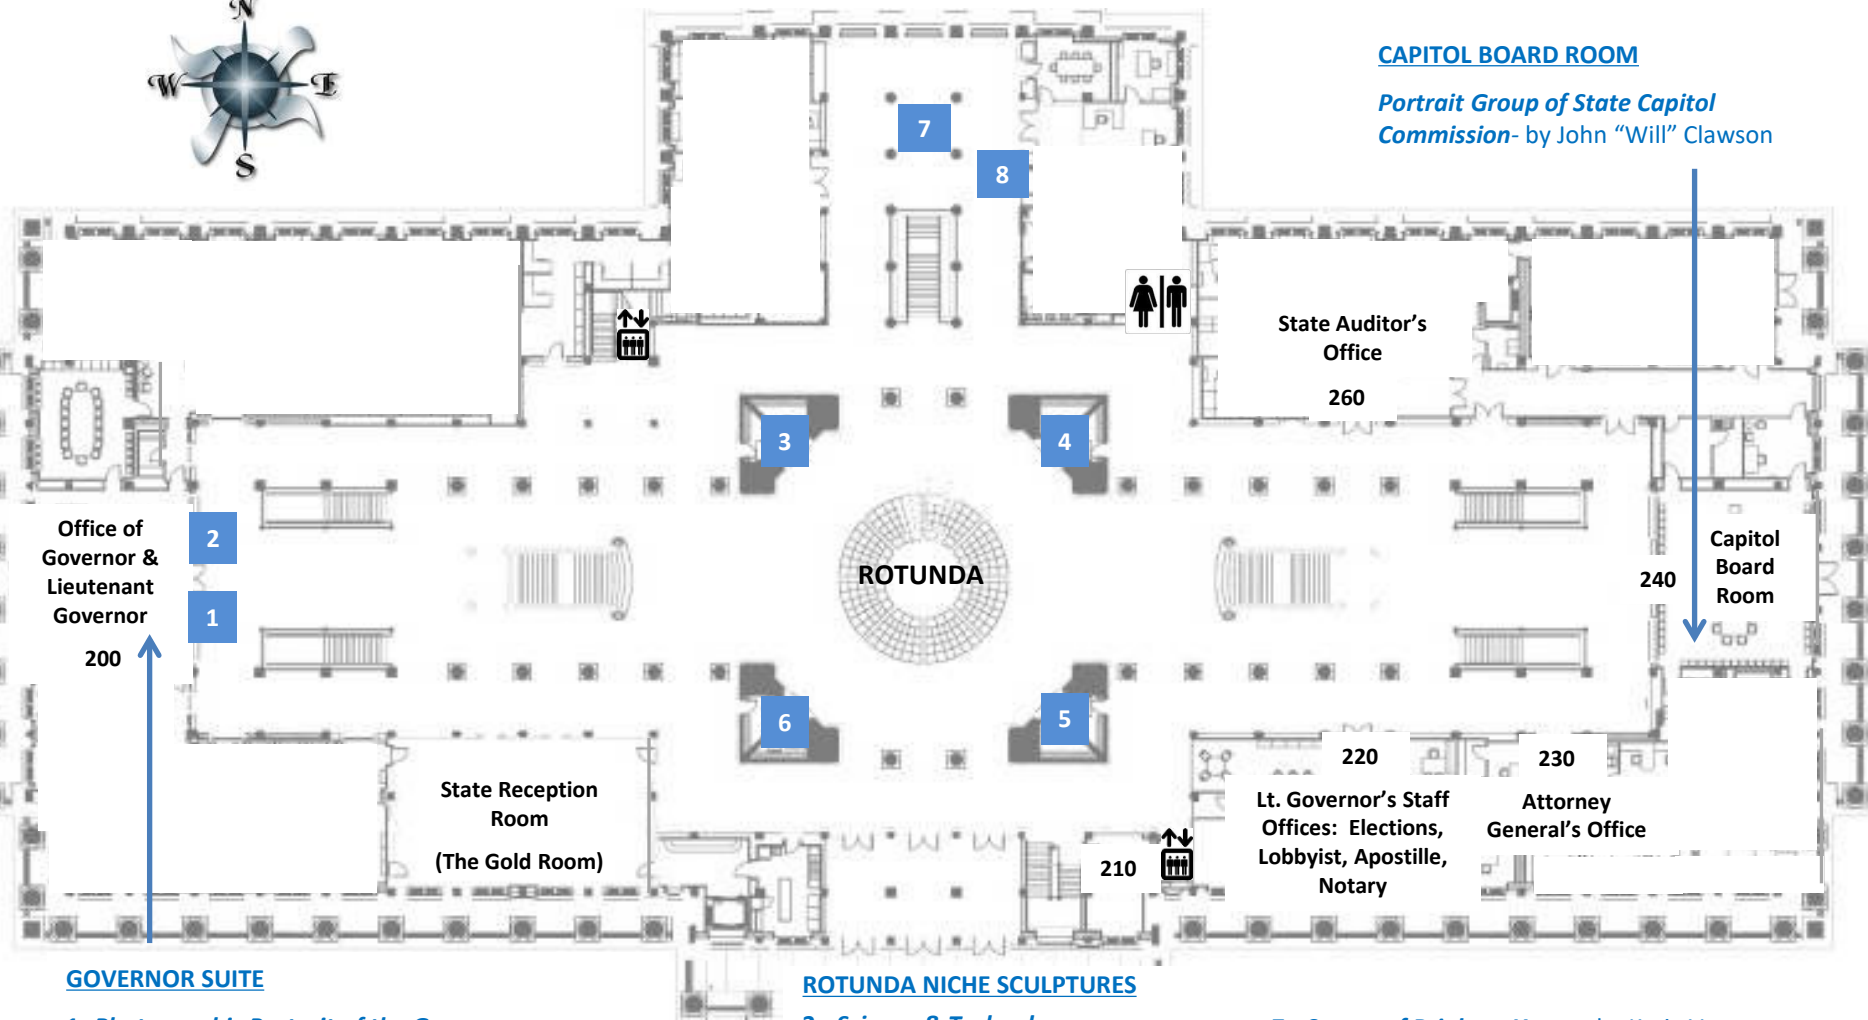 N
W
E
S
CAPITOL BOARD ROOM
Portrait Group of State Capitol
Commission- by John “Will” Clawson
7
8
State Auditor’s
Office
260
3
4
Office of
Governor &
Lieutenant
Governor
200
2
1
ROTUNDA
240
Capitol
Board
Room
6
5
State Reception
Room
(The Gold Room)
210
220
Lt. Governor’s Staff
Offices: Elections,
Lobbyist, Apostille,
Notary
230
Attorney
General’s Office
GOVERNOR SUITE
ROTUNDA NICHE SCULPTURES